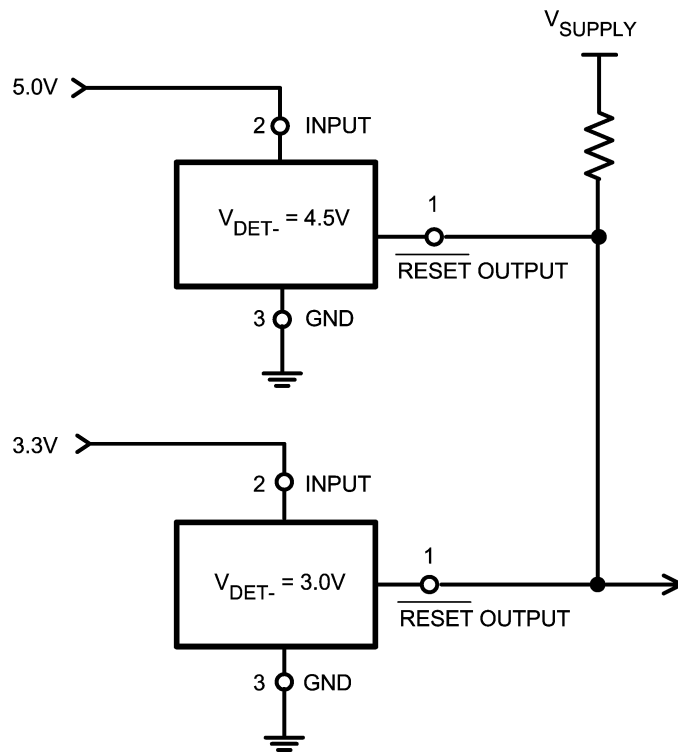 V_SUPPLY
5.0V
2 INPUT
V_DET- = 4.5V
1
RESET OUTPUT
3 GND
3.3V
2 INPUT
V_DET- = 3.0V
1
RESET OUTPUT
3 GND